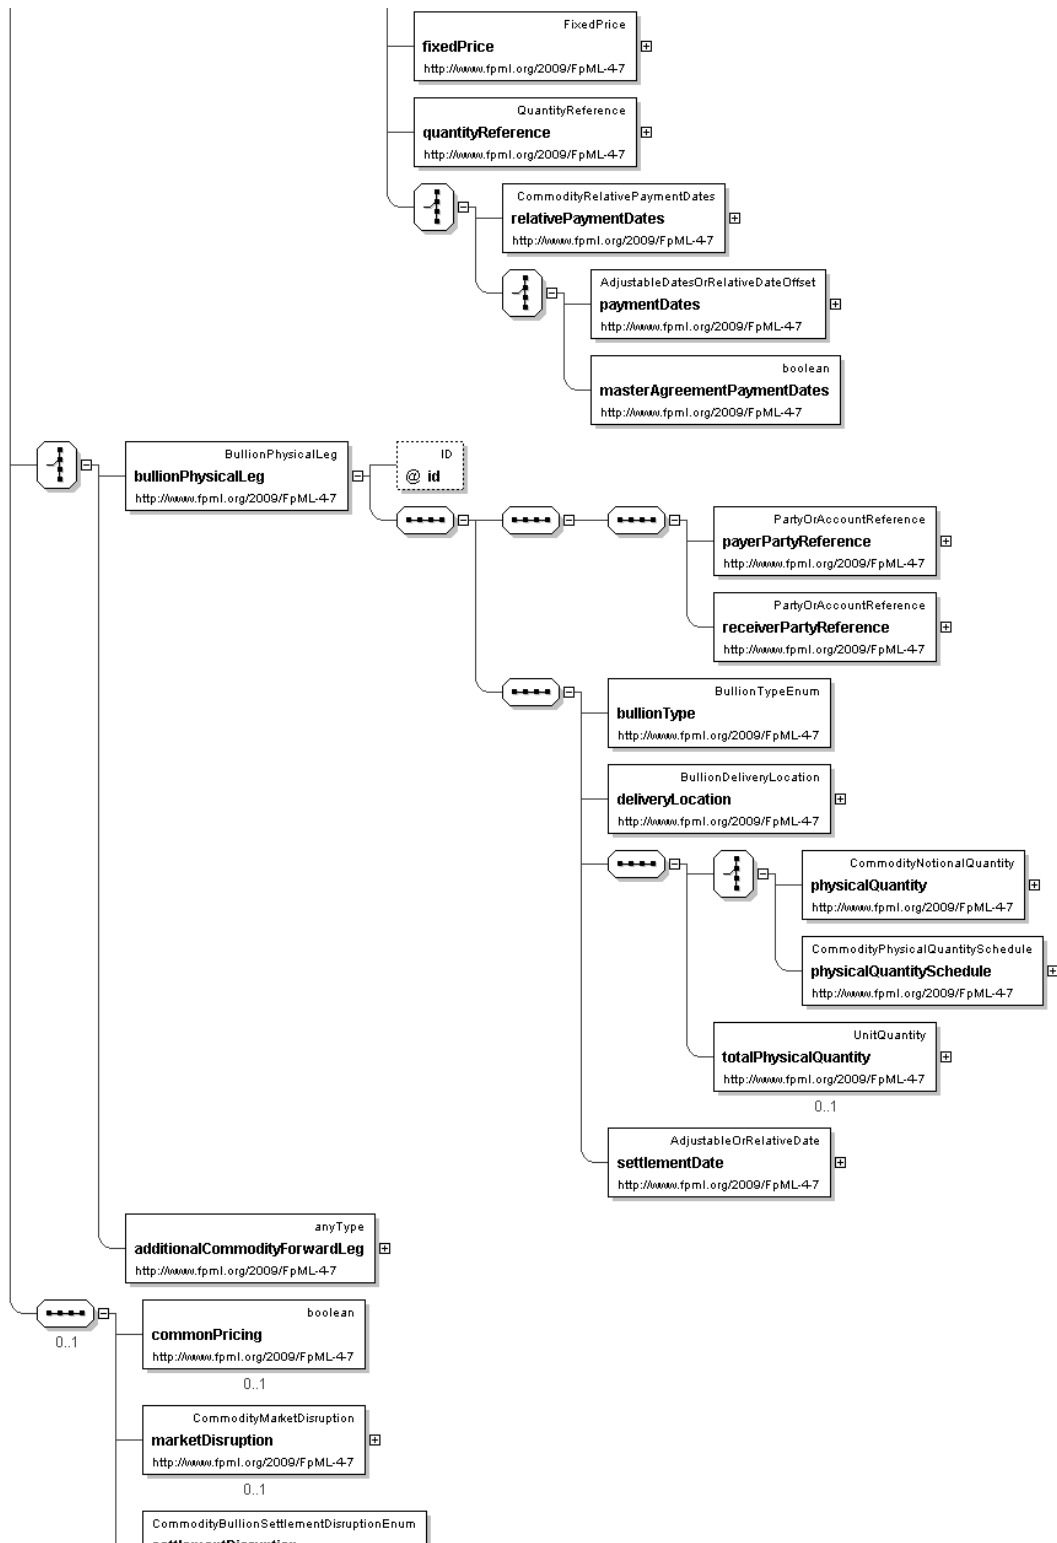 FixedPrice
fixedPrice
http://www.fpml.org/2009/FpML-4-7
QuantityReference
quantityReference
http://www.fpml.org/2009/FpML-4-7
CommodityRelativePaymentDates
relativePaymentDates
http://www.fpml.org/2009/FpML-4-7
AdjustableDatesOrRelativeDateOffset
paymentDates
http://www.fpml.org/2009/FpML-4-7
boolean
masterAgreementPaymentDates
http://www.fpml.org/2009/FpML-4-7
BullionPhysicalLeg
bullionPhysicalLeg
http://www.fpml.org/2009/FpML-4-7
ID
@ id
PartyOrAccountReference
payerPartyReference
http://www.fpml.org/2009/FpML-4-7
PartyOrAccountReference
receiverPartyReference
http://www.fpml.org/2009/FpML-4-7
BullionTypeEnum
bullionType
http://www.fpml.org/2009/FpML-4-7
BullionDeliveryLocation
deliveryLocation
http://www.fpml.org/2009/FpML-4-7
CommodityNotionalQuantity
physicalQuantity
http://www.fpml.org/2009/FpML-4-7
CommodityPhysicalQuantitySchedule
physicalQuantitySchedule
http://www.fpml.org/2009/FpML-4-7
UnitQuantity
totalPhysicalQuantity
http://www.fpml.org/2009/FpML-4-7
0..1
AdjustableOrRelativeDate
settlementDate
http://www.fpml.org/2009/FpML-4-7
anyType
additionalCommodityForwardLeg
http://www.fpml.org/2009/FpML-4-7
0..1
boolean
commonPricing
http://www.fpml.org/2009/FpML-4-7
0..1
CommodityMarketDisruption
marketDisruption
http://www.fpml.org/2009/FpML-4-7
0..1
CommodityBullionSettlementDisruptionEnum